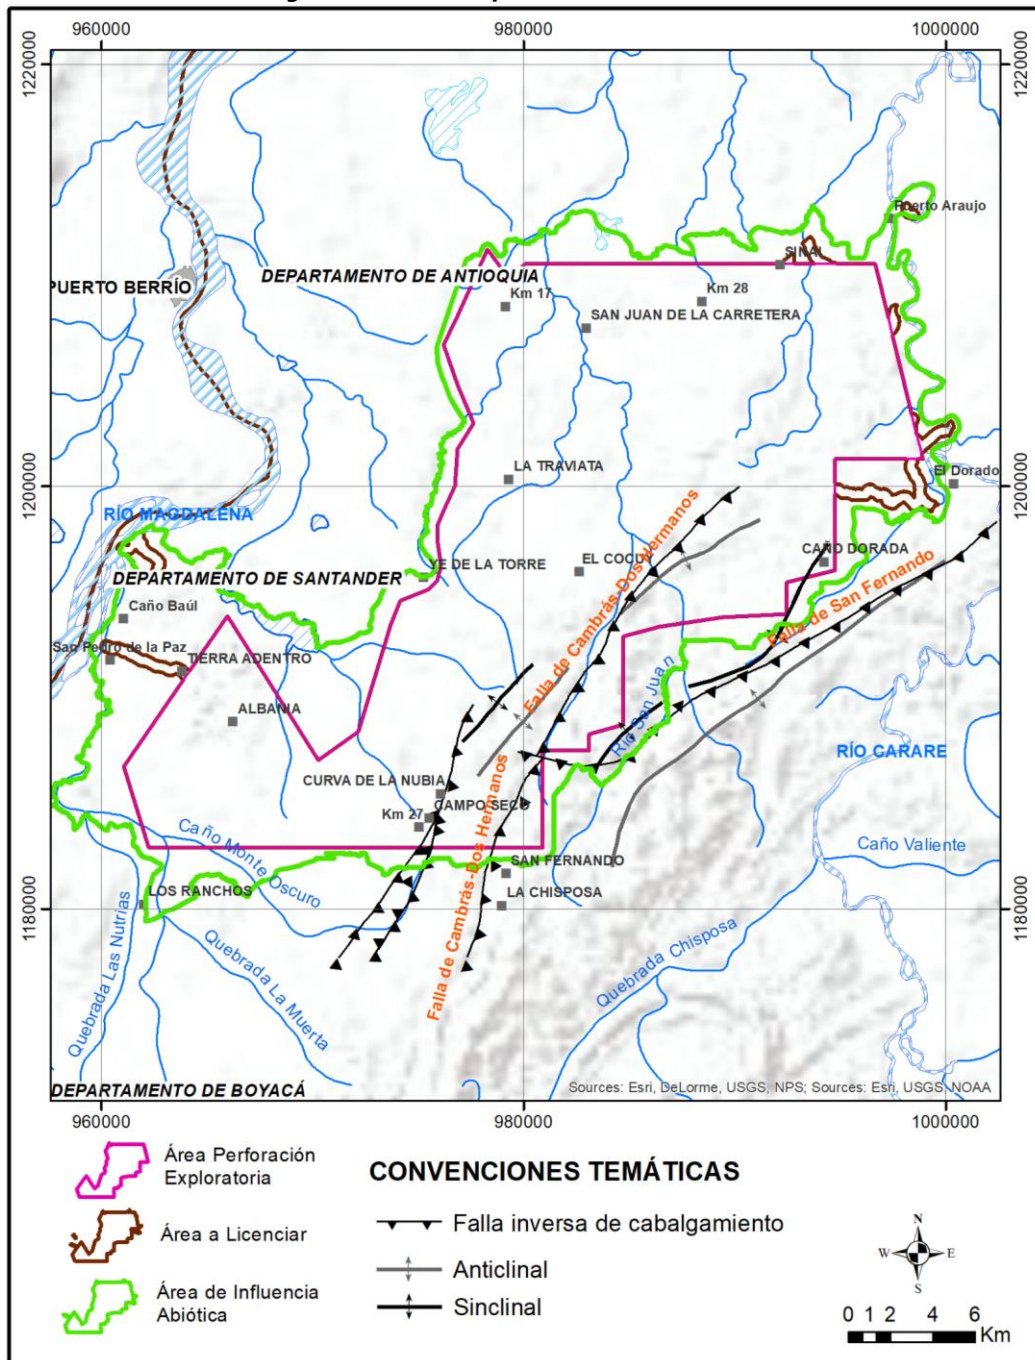 960000
980000
1000000
1220000
1220000
Puerto Araujo
SINAI
DEPARTAMENTO DE ANTIOQUIA
PUERTO BERRÍO
Km 17
Km 28
SAN JUAN DE LA CARRETERA
LA TRAVIATA
El Dorado
1200000
1200000
RÍO MAGDALENA
Falla de Cambrás-Dos Hermanos
YE DE LA TORRE
EL COCUY
CAÑO DORADA
DEPARTAMENTO DE SANTANDER
Caño Baúl
Falla de San Fernando
San Pedro de la Paz
TIERRA ADENTRO
ALBANIA
Río San Juan
RÍO CARARE
CURVA DE LA NUBIA
Km 27
CAMPO SECO
Caño Monte Oscuro
Falla de Cambrás-Dos Hermanos
Caño Valiente
SAN FERNANDO
LOS RANCHOS
LA CHISPOSA
1180000
1180000
Quebrada Las Nutrias
Quebrada La Muerta
Quebrada Chisposa
DEPARTAMENTO DE BOYACÁ
Sources: Esri, DeLorme, USGS, NPS; Sources: Esri, USGS, NOAA
960000
980000
1000000
Área Perforación
Exploratoria
Área a Licenciar
Área de Influencia
Abiótica
CONVENCIONES TEMÁTICAS
Falla inversa de cabalgamiento
Anticlinal
Sinclinal
N
W
E
S
0 1 2 4 6
Km